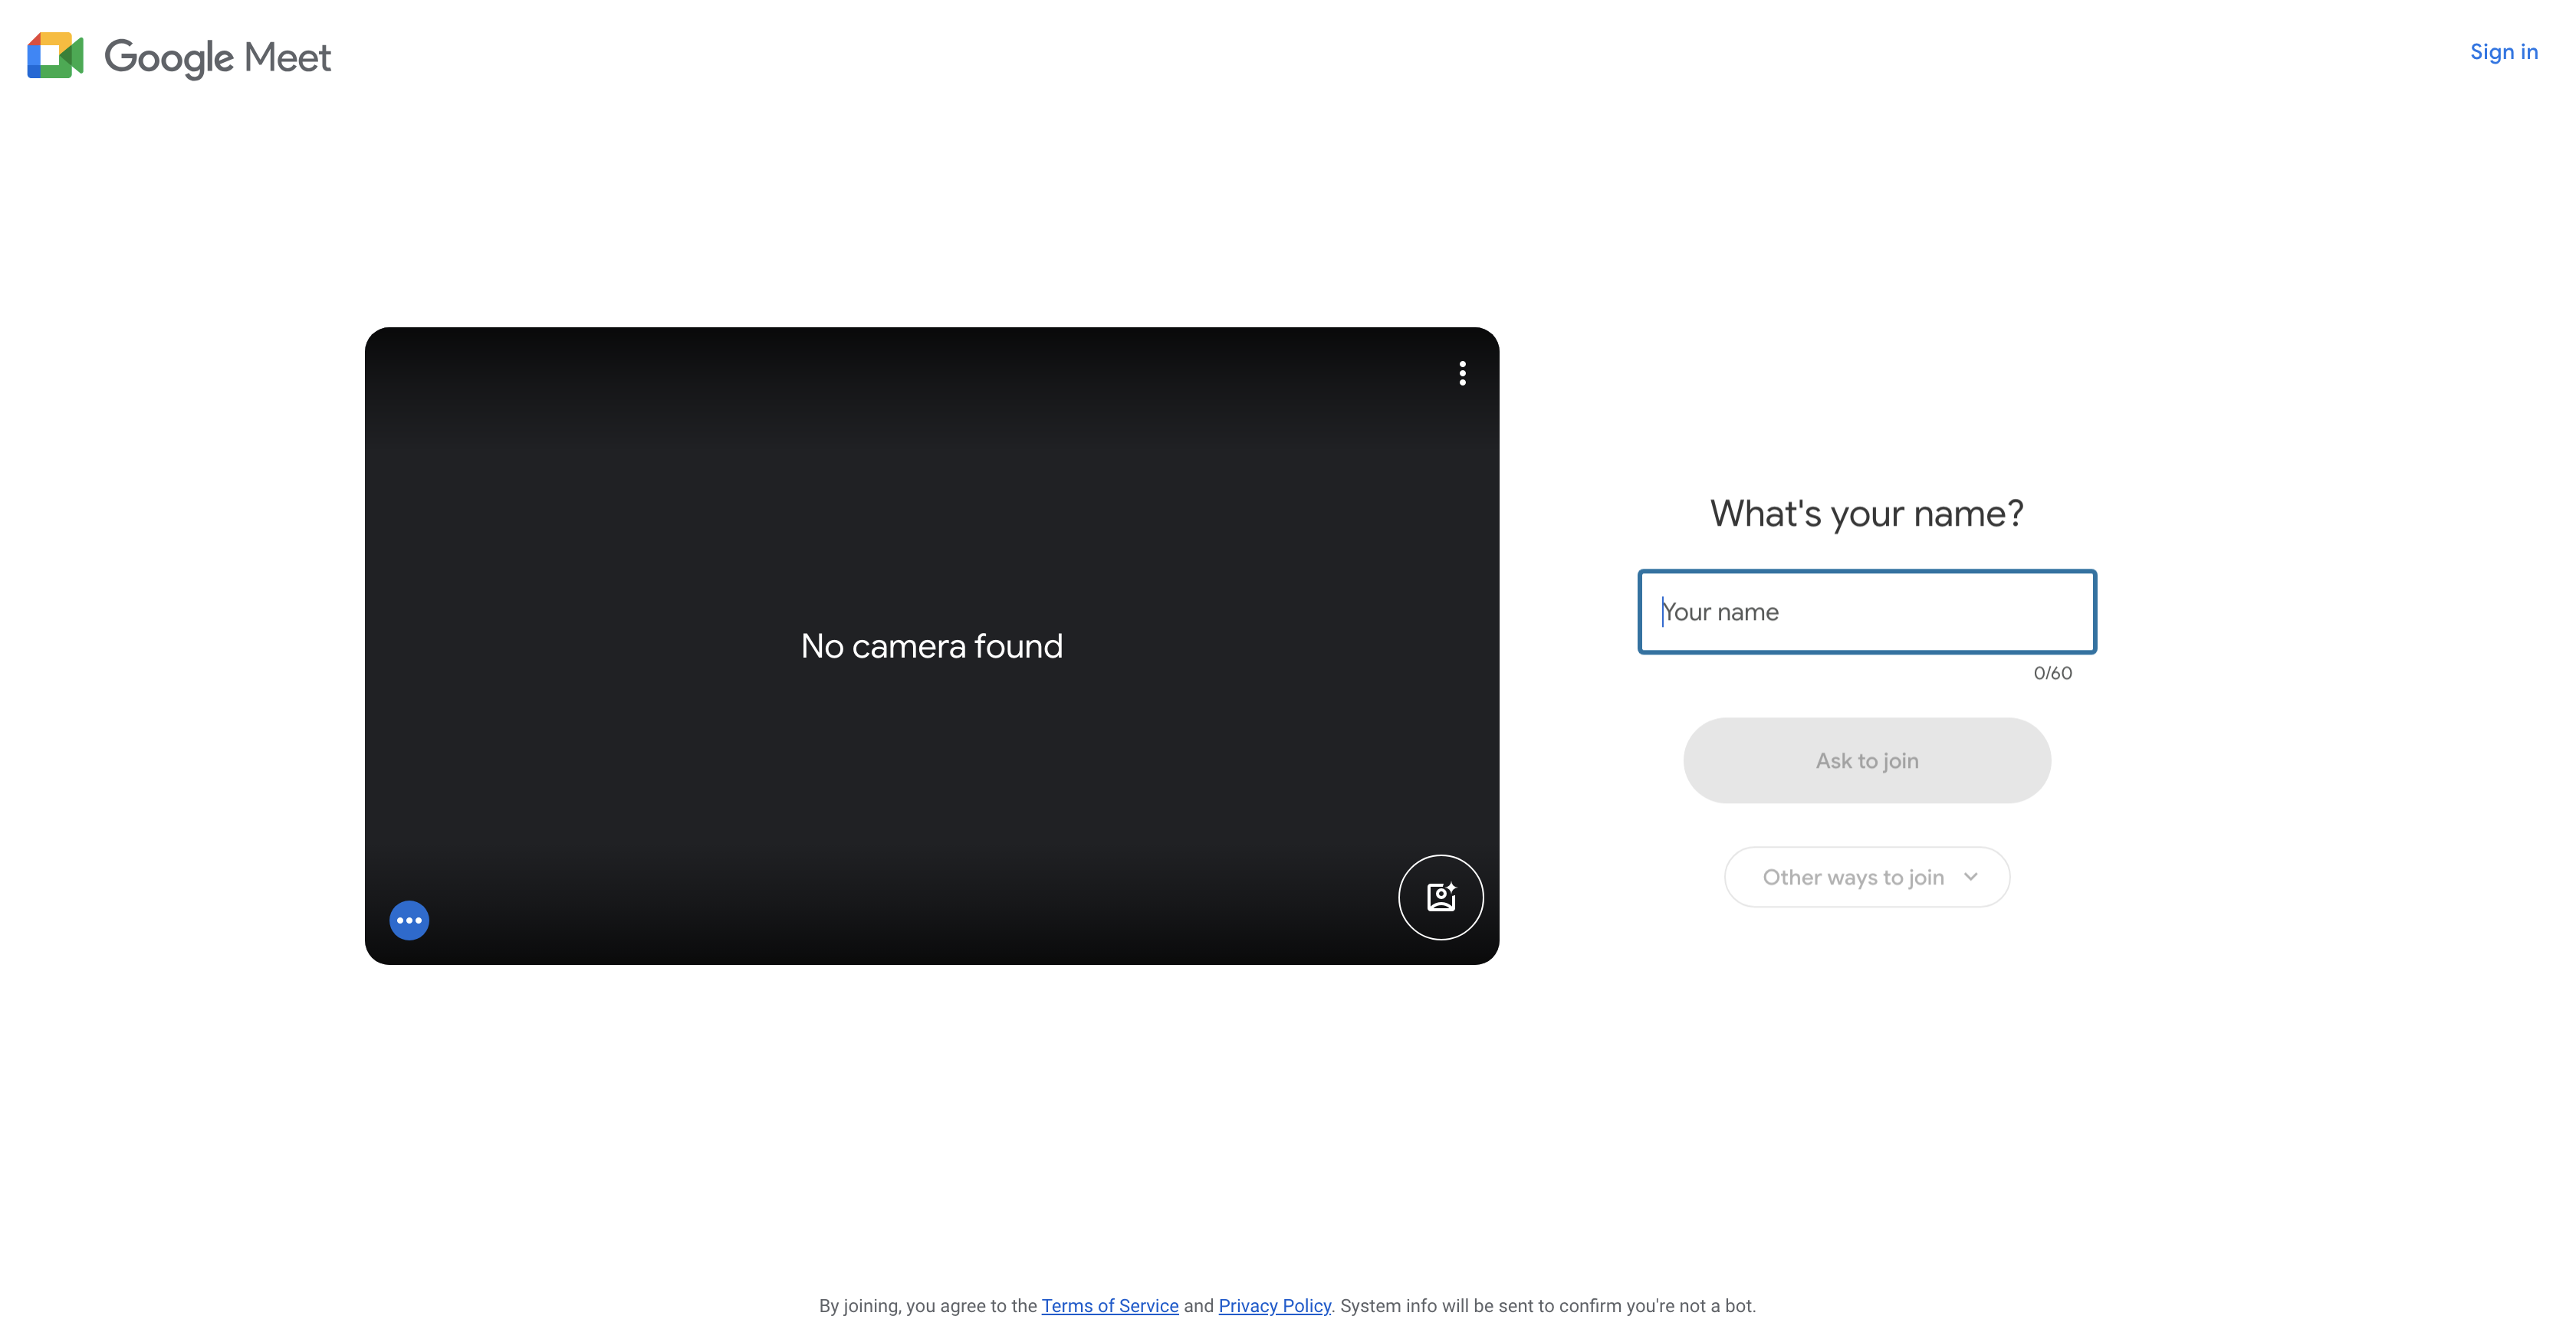 Google Meet
Sign in
No camera found
What's your name?
Your name
0/60
Ask to join
Other ways to join
By joining, you agree to the Terms of Service and Privacy Policy. System info will be sent to confirm you're not a bot.